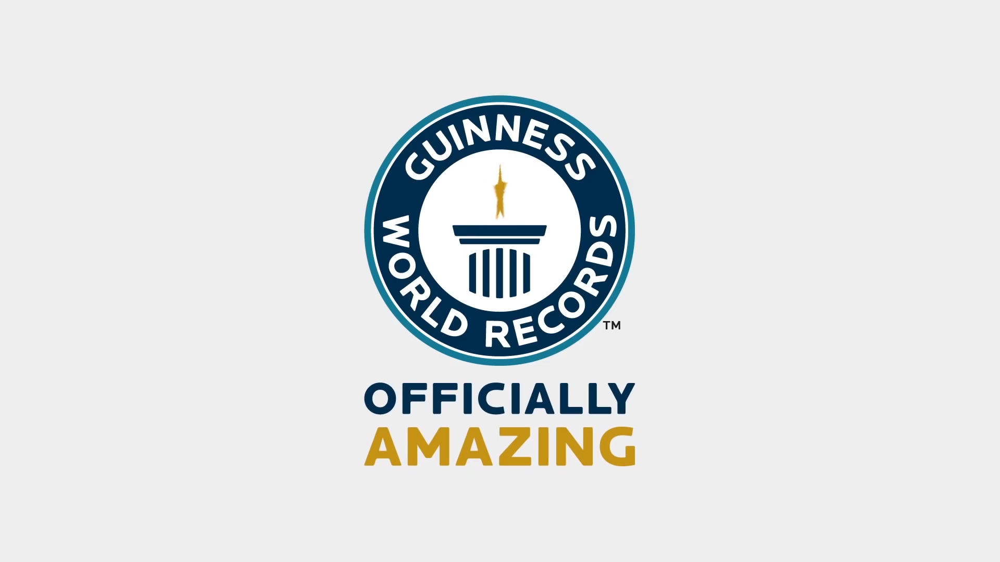 GUINNESS
WORLD RECORDS
TM
OFFICIALLY
AMAZING